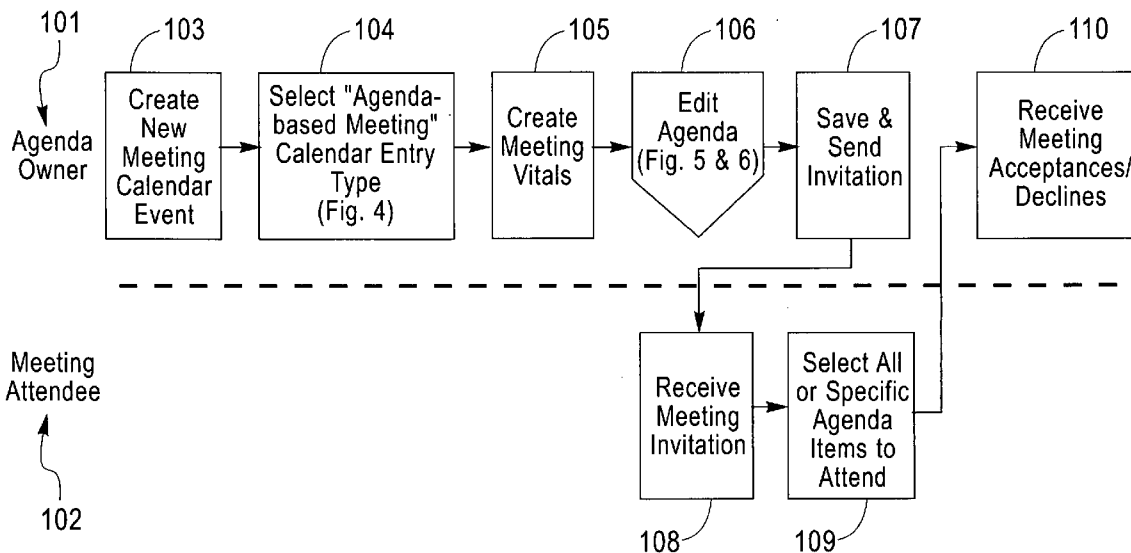 101
103
104
105
106
107
110
Agenda
Owner
Create
New
Meeting
Calendar
Event
Select "Agenda-
based Meeting"
Calendar Entry
Type
(Fig. 4)
Create
Meeting
Vitals
Edit
Agenda
(Fig. 5 & 6)
Save &
Send
Invitation
Receive
Meeting
Acceptances/
Declines
Meeting
Attendee
102
Receive
Meeting
Invitation
Select All
or Specific
Agenda
Items to
Attend
108
109